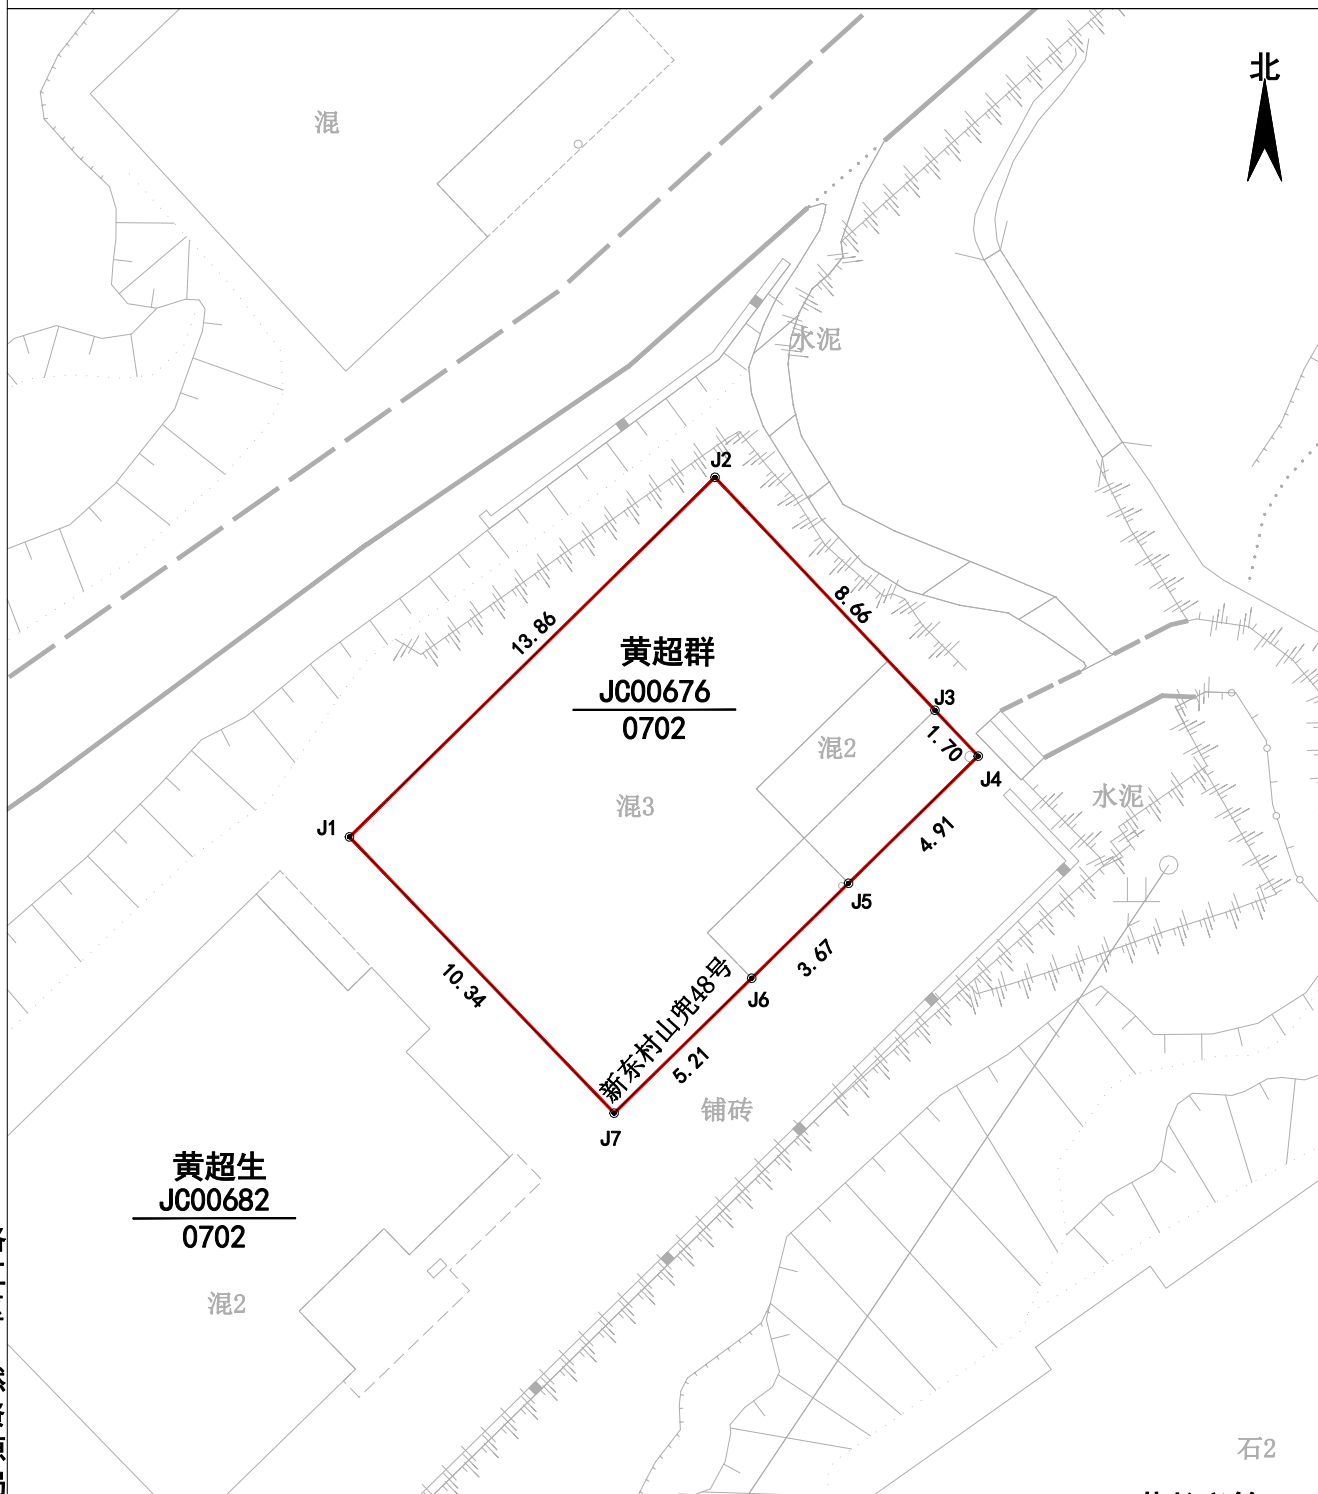 北
混
水泥
J2
13.86
8.66
黄超群
JC00676
0702
J3
混2
1.70
J4
混3
水泥
J1
4.91
J5
10.34
3.67
J6
新东村山兜48号
5.21
铺砖
J7
黄超生
JC00682
0702
混2
石2